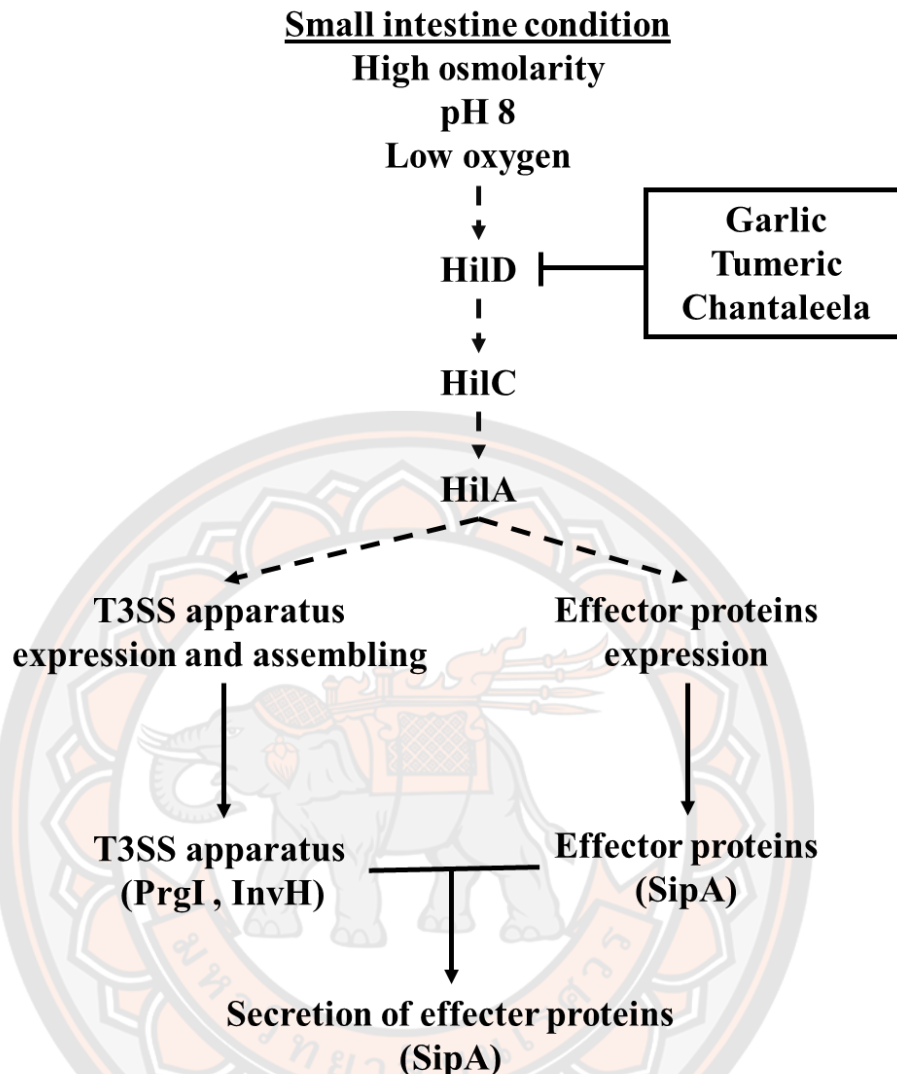 Small intestine condition
High osmolarity
pH 8
Low oxygen
HilD
Garlic
Tumeric
Chantaleela
HilC
HilA
T3SS apparatus
expression and assembling
Effector proteins
expression
T3SS apparatus
(PrgI , InvH)
Effector proteins
(SipA)
Secretion of effecter proteins
(SipA)